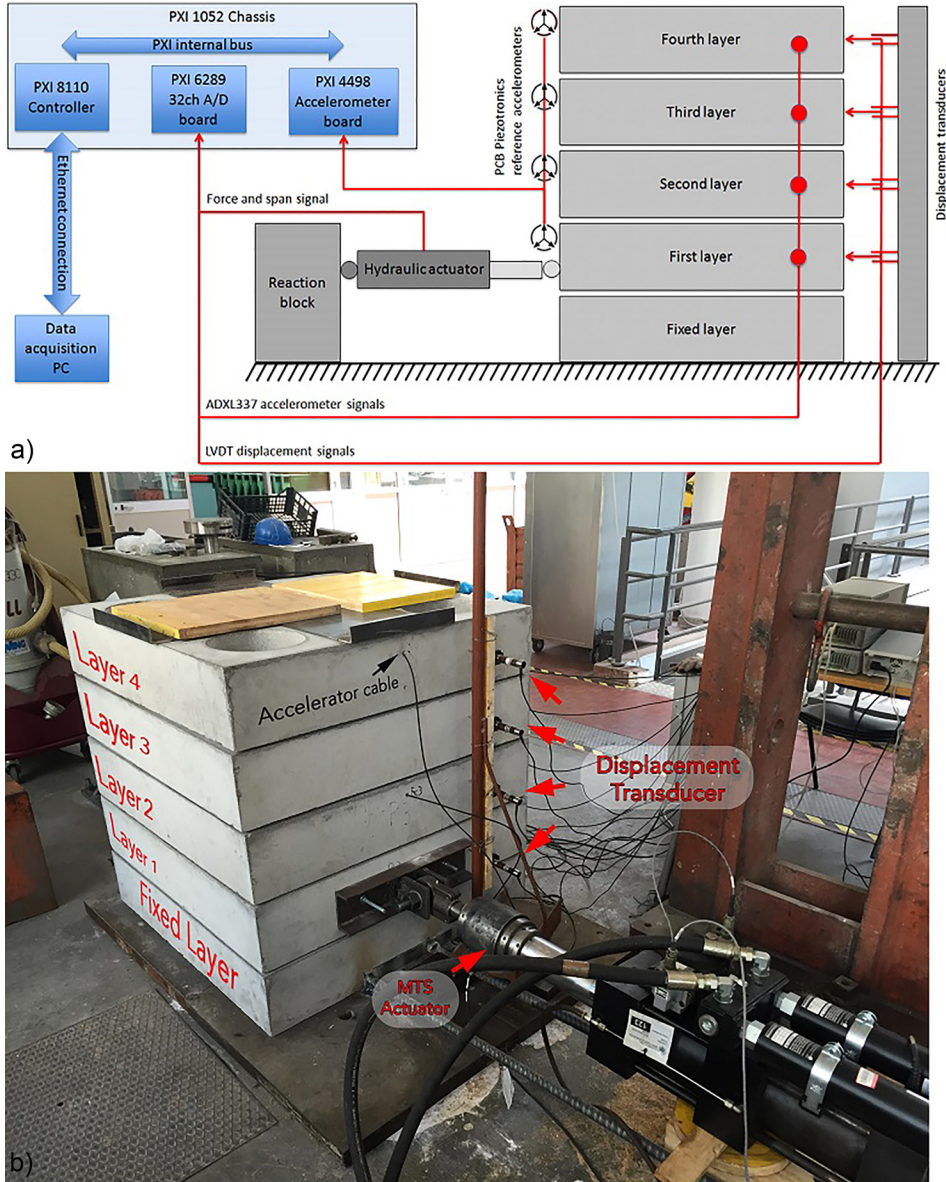 PXI 1052 Chassis
PXI internal bus
PXI 8110
Controller
PXI 6289
32ch A/D
board
PXI 4498
Accelerometer
board
Ethernet connection
Data
acquisition
PC
Force and span signal
PCB Piezotronics
reference accelerometers
Fourth layer
Third layer
Second layer
First layer
Fixed layer
Displacement transducers
Hydraulic actuator
Reaction
block
ADXL337 accelerometer signals
LVDT displacement signals
a)
Layer 4
Layer 3
Layer 2
Layer 1
Fixed Layer
Accelerator cable
Displacement
Transducer
MTS
Actuator
b)